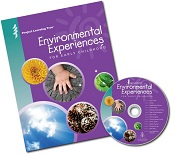 Project Learning Tree
Environmental
Experiences
FOR EARLY CHILDHOOD
Environmental
Experiences